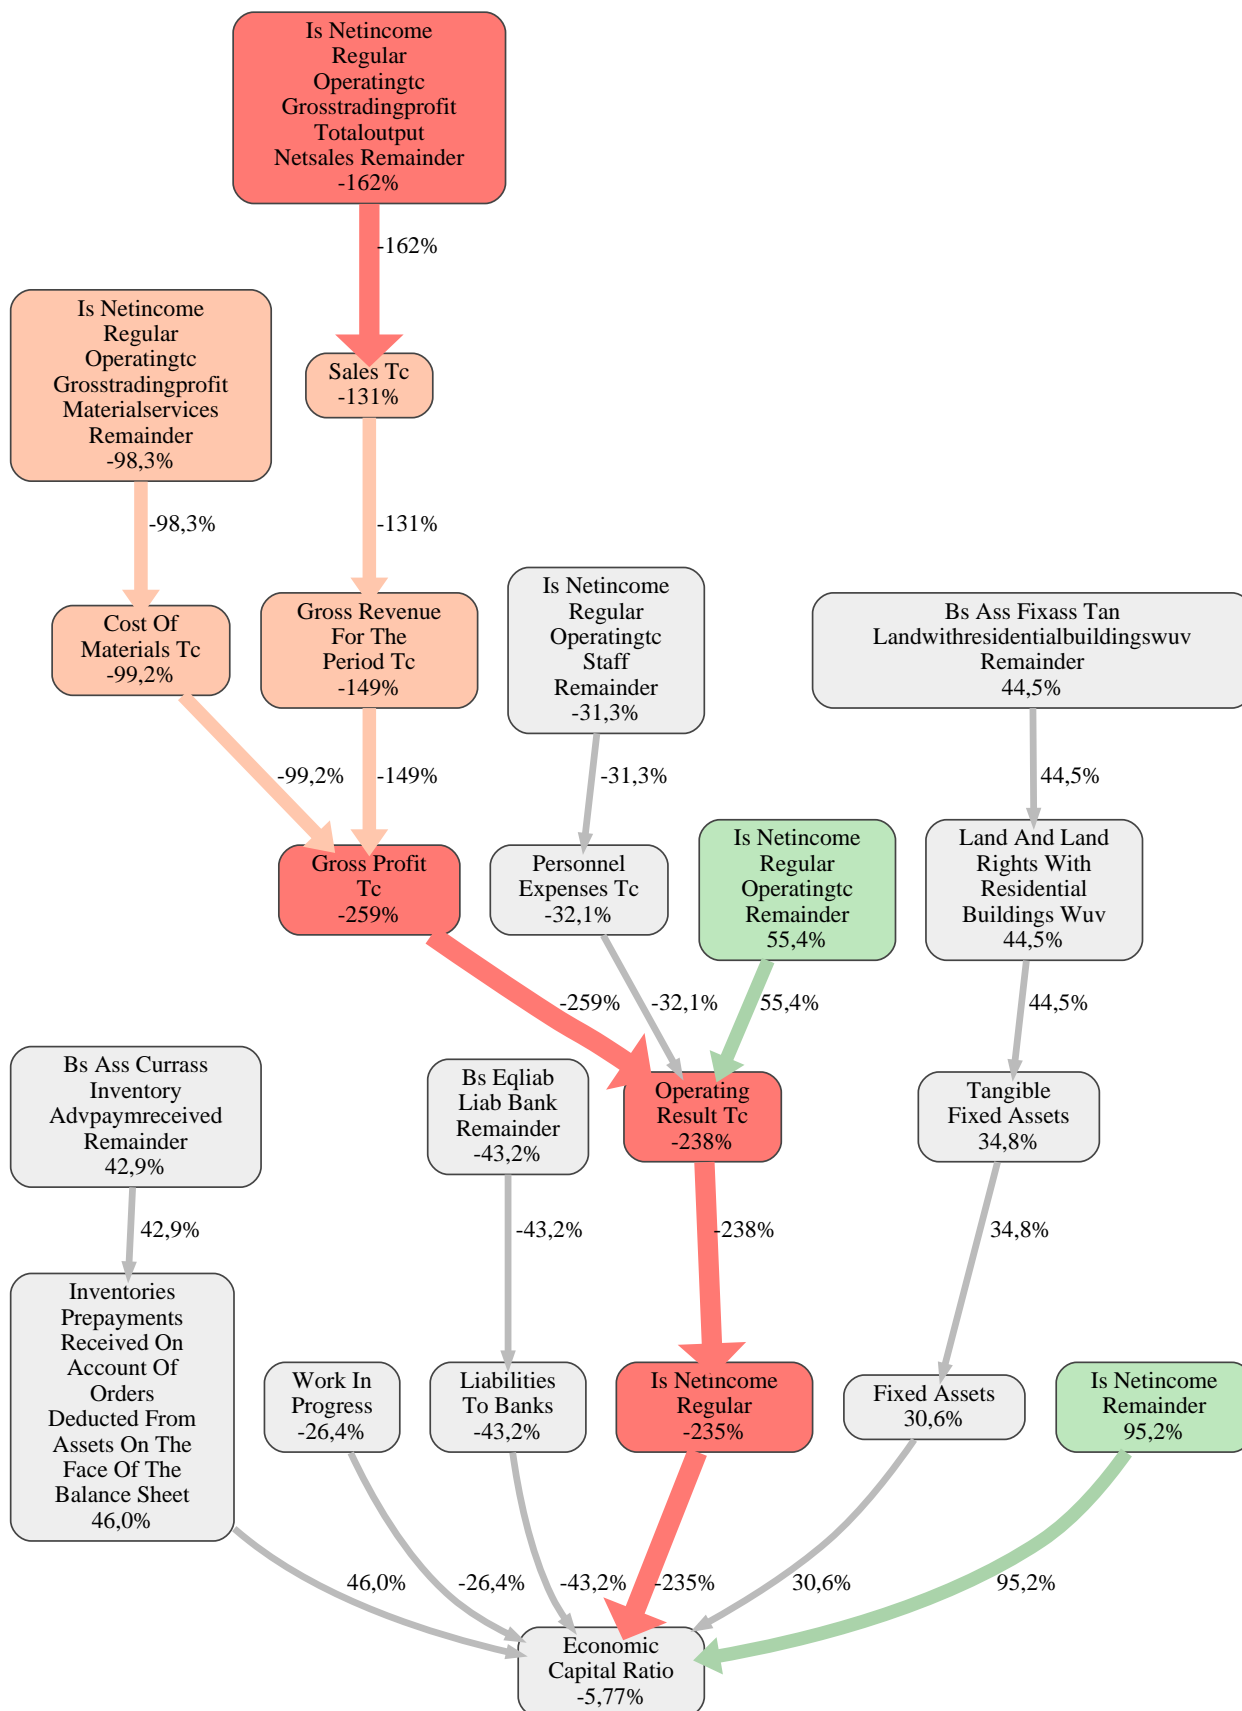 Is Netincome
Regular
Operatingtc
Grosstradingprofit
Totaloutput
Netsales Remainder
-162%
-162%
Is Netincome
Regular
Operatingtc
Grosstradingprofit
Materialservices
Remainder
-98,3%
Sales Tc
-131%
-98,3%
-131%
Cost Of
Materials Tc
-99,2%
Gross Revenue
For The
Period Tc
-149%
Is Netincome
Regular
Operatingtc
Staff
Remainder
-31,3%
Bs Ass Fixass Tan
Landwithresidentialbuildingswuv
Remainder
44,5%
-99,2%
-149%
-31,3%
44,5%
Gross Profit
Tc
-259%
Personnel
Expenses Tc
-32,1%
Is Netincome
Regular
Operatingtc
Remainder
55,4%
Land And Land
Rights With
Residential
Buildings Wuv
44,5%
-259%
-32,1%
55,4%
44,5%
Bs Ass Currass
Inventory
Advpaymreceived
Remainder
42,9%
Bs Eqliab
Liab Bank
Remainder
-43,2%
Operating
Result Tc
-238%
Tangible
Fixed Assets
34,8%
42,9%
-43,2%
-238%
34,8%
Inventories
Prepayments
Received On
Account Of
Orders
Deducted From
Assets On The
Face Of The
Balance Sheet
46,0%
Work In
Progress
-26,4%
Liabilities
To Banks
-43,2%
Is Netincome
Regular
-235%
Fixed Assets
30,6%
Is Netincome
Remainder
95,2%
46,0%
-26,4%
-43,2%
-235%
30,6%
95,2%
Economic
Capital Ratio
-5,77%